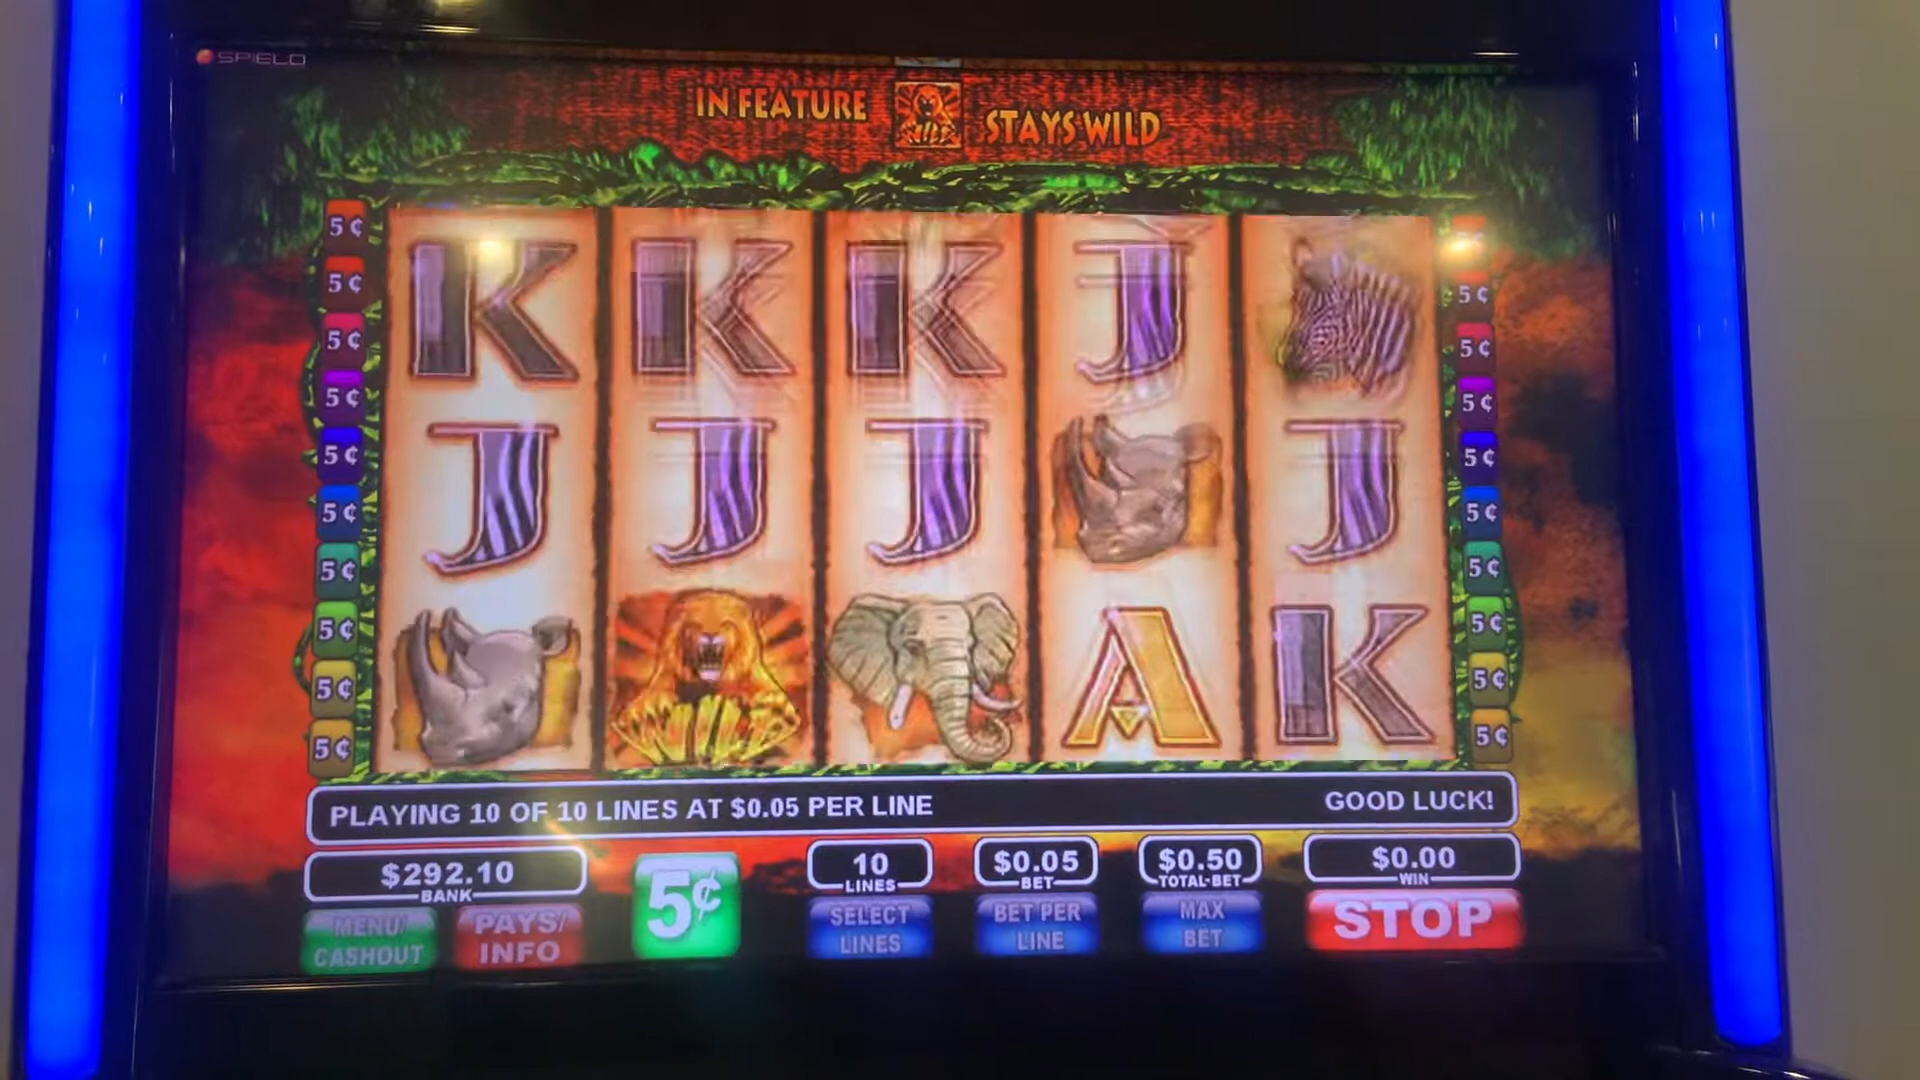 SPIELO
IN FEATURE WILD STAYS WILD
5¢
5¢
5¢
5¢
5¢
5¢
5¢
5¢
5¢
5¢
K K K J
J J J J
WILD A K
5¢
5¢
5¢
5¢
5¢
5¢
5¢
5¢
5¢
PLAYING 10 OF 10 LINES AT $0.05 PER LINE GOOD LUCK!
$292.10
BANK
MENU/
CASHOUT
PAYS/
INFO
5¢
10
LINES
SELECT
LINES
$0.05
BET
BET PER
LINE
$0.50
TOTAL-BET
MAX
BET
$0.00
WIN
STOP